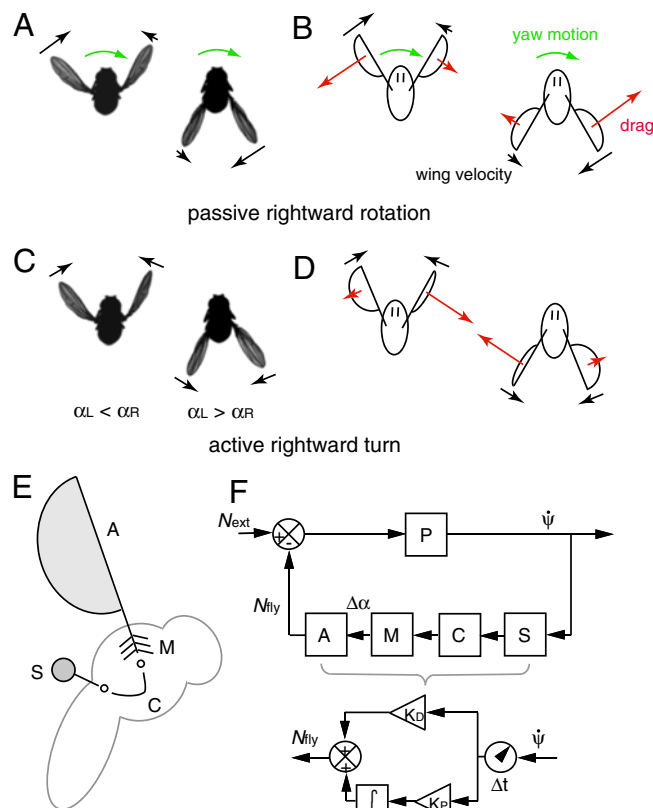 A
B
yaw motion
drag
wing velocity
passive rightward rotation
C
D
αL < αR
αL > αR
active rightward turn
E
A
M
S
C
F
Next
+
-
P
ψ̇
Nfly
Δα
A
M
C
S
KD
Nfly
+
+
ψ̇
Δt
∫
KP